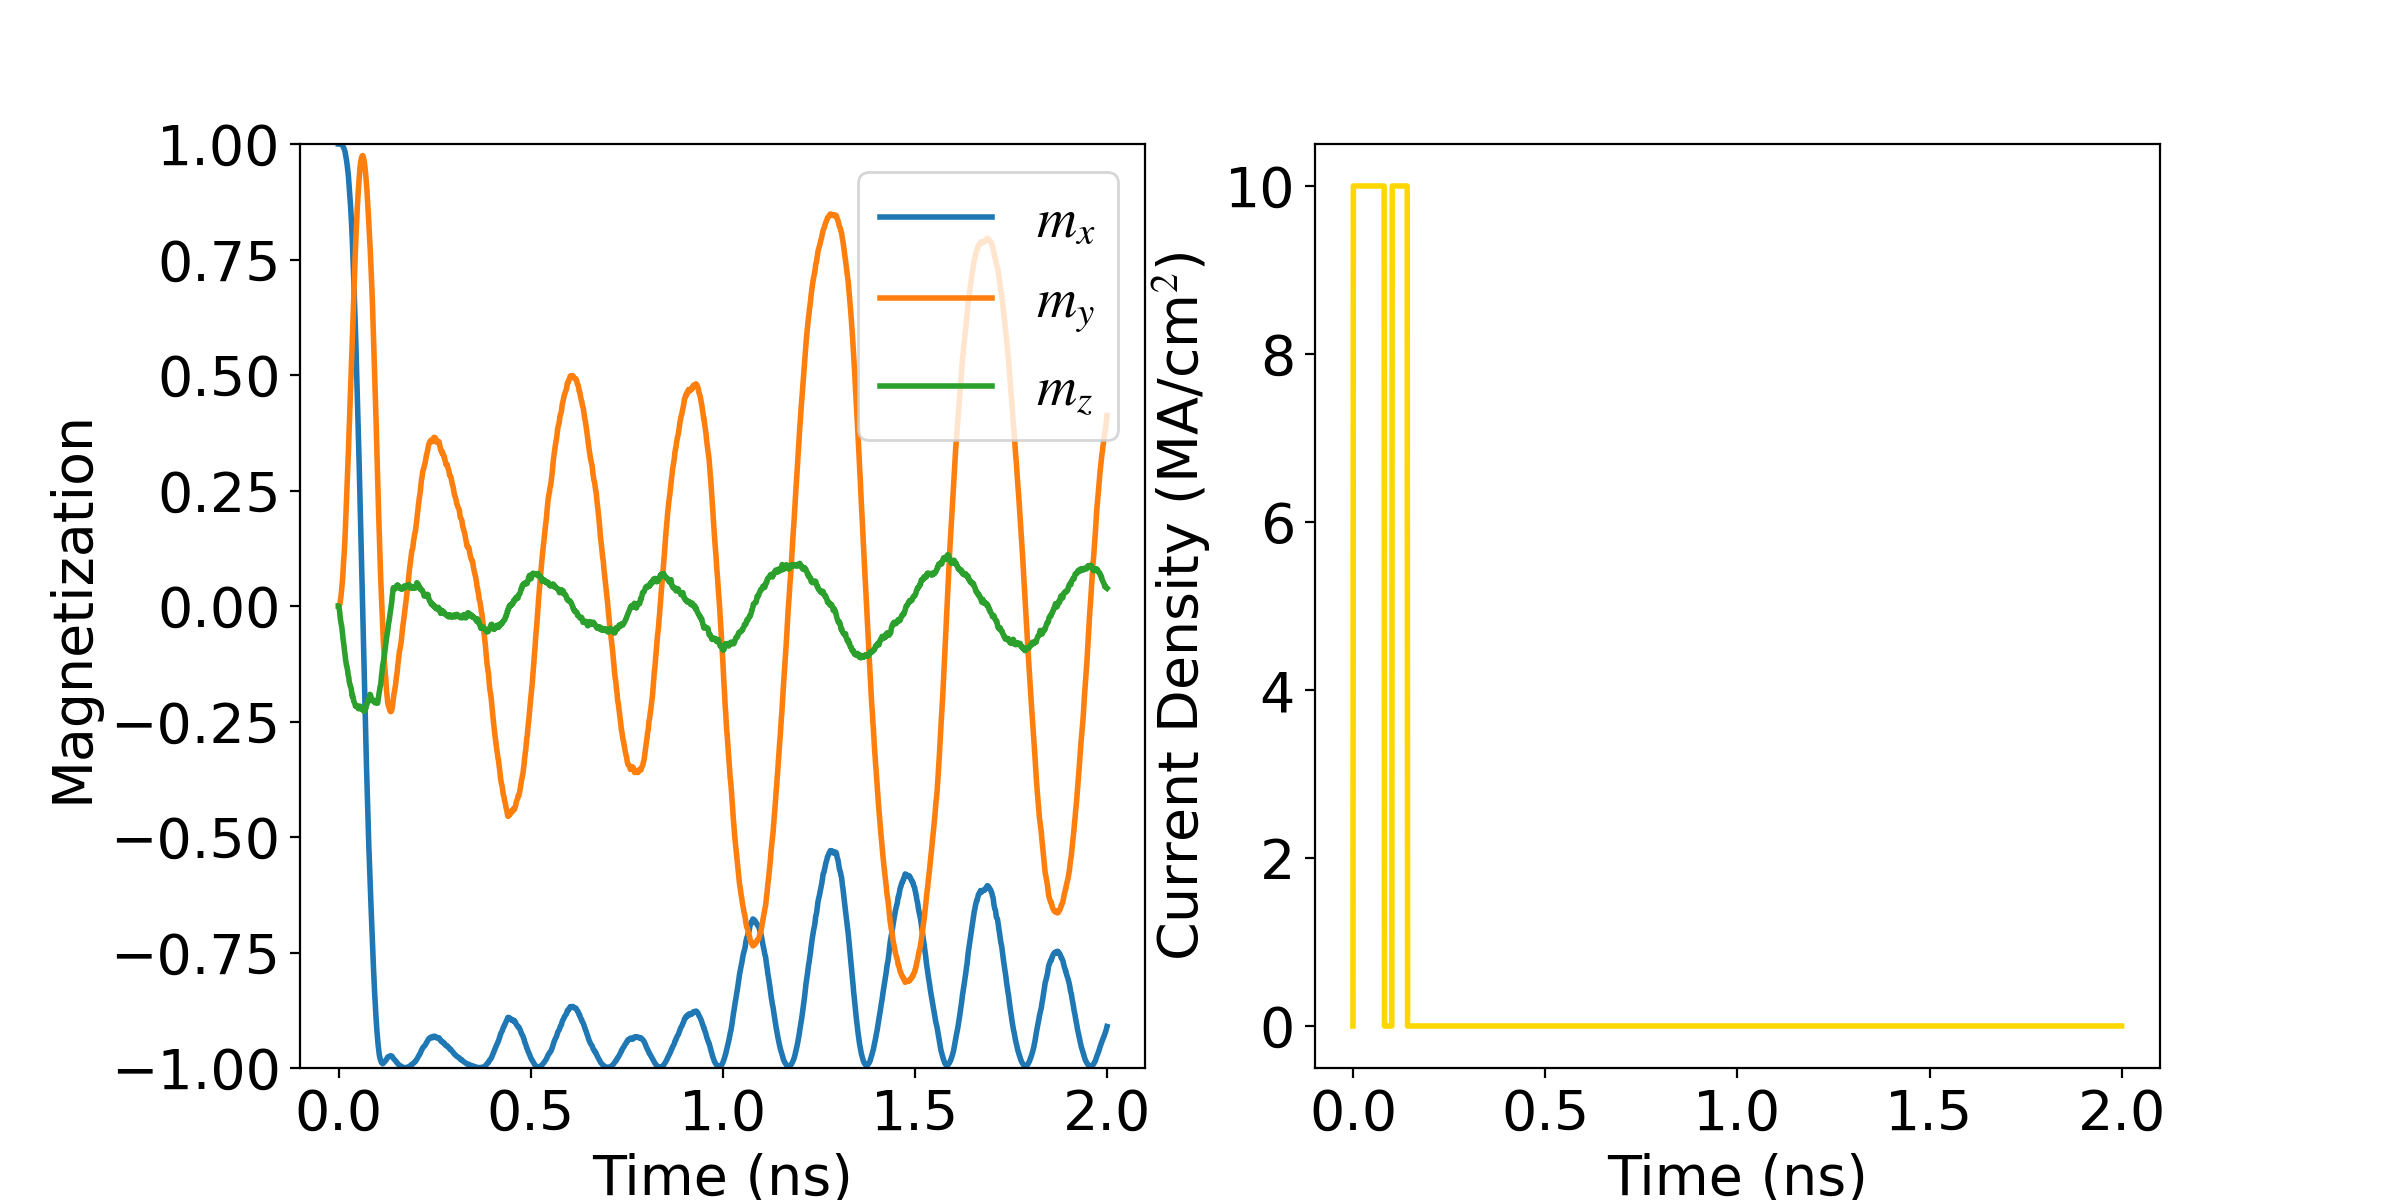 1.00
0.75
0.50
0.25
0.00
−0.25
−0.50
−0.75
−1.00
Magnetization
0.0 0.5 1.0 1.5 2.0
Time (ns)
m_x
m_y
m_z
10
8
6
4
2
0
Current Density (MA/cm²)
0.0 0.5 1.0 1.5 2.0
Time (ns)